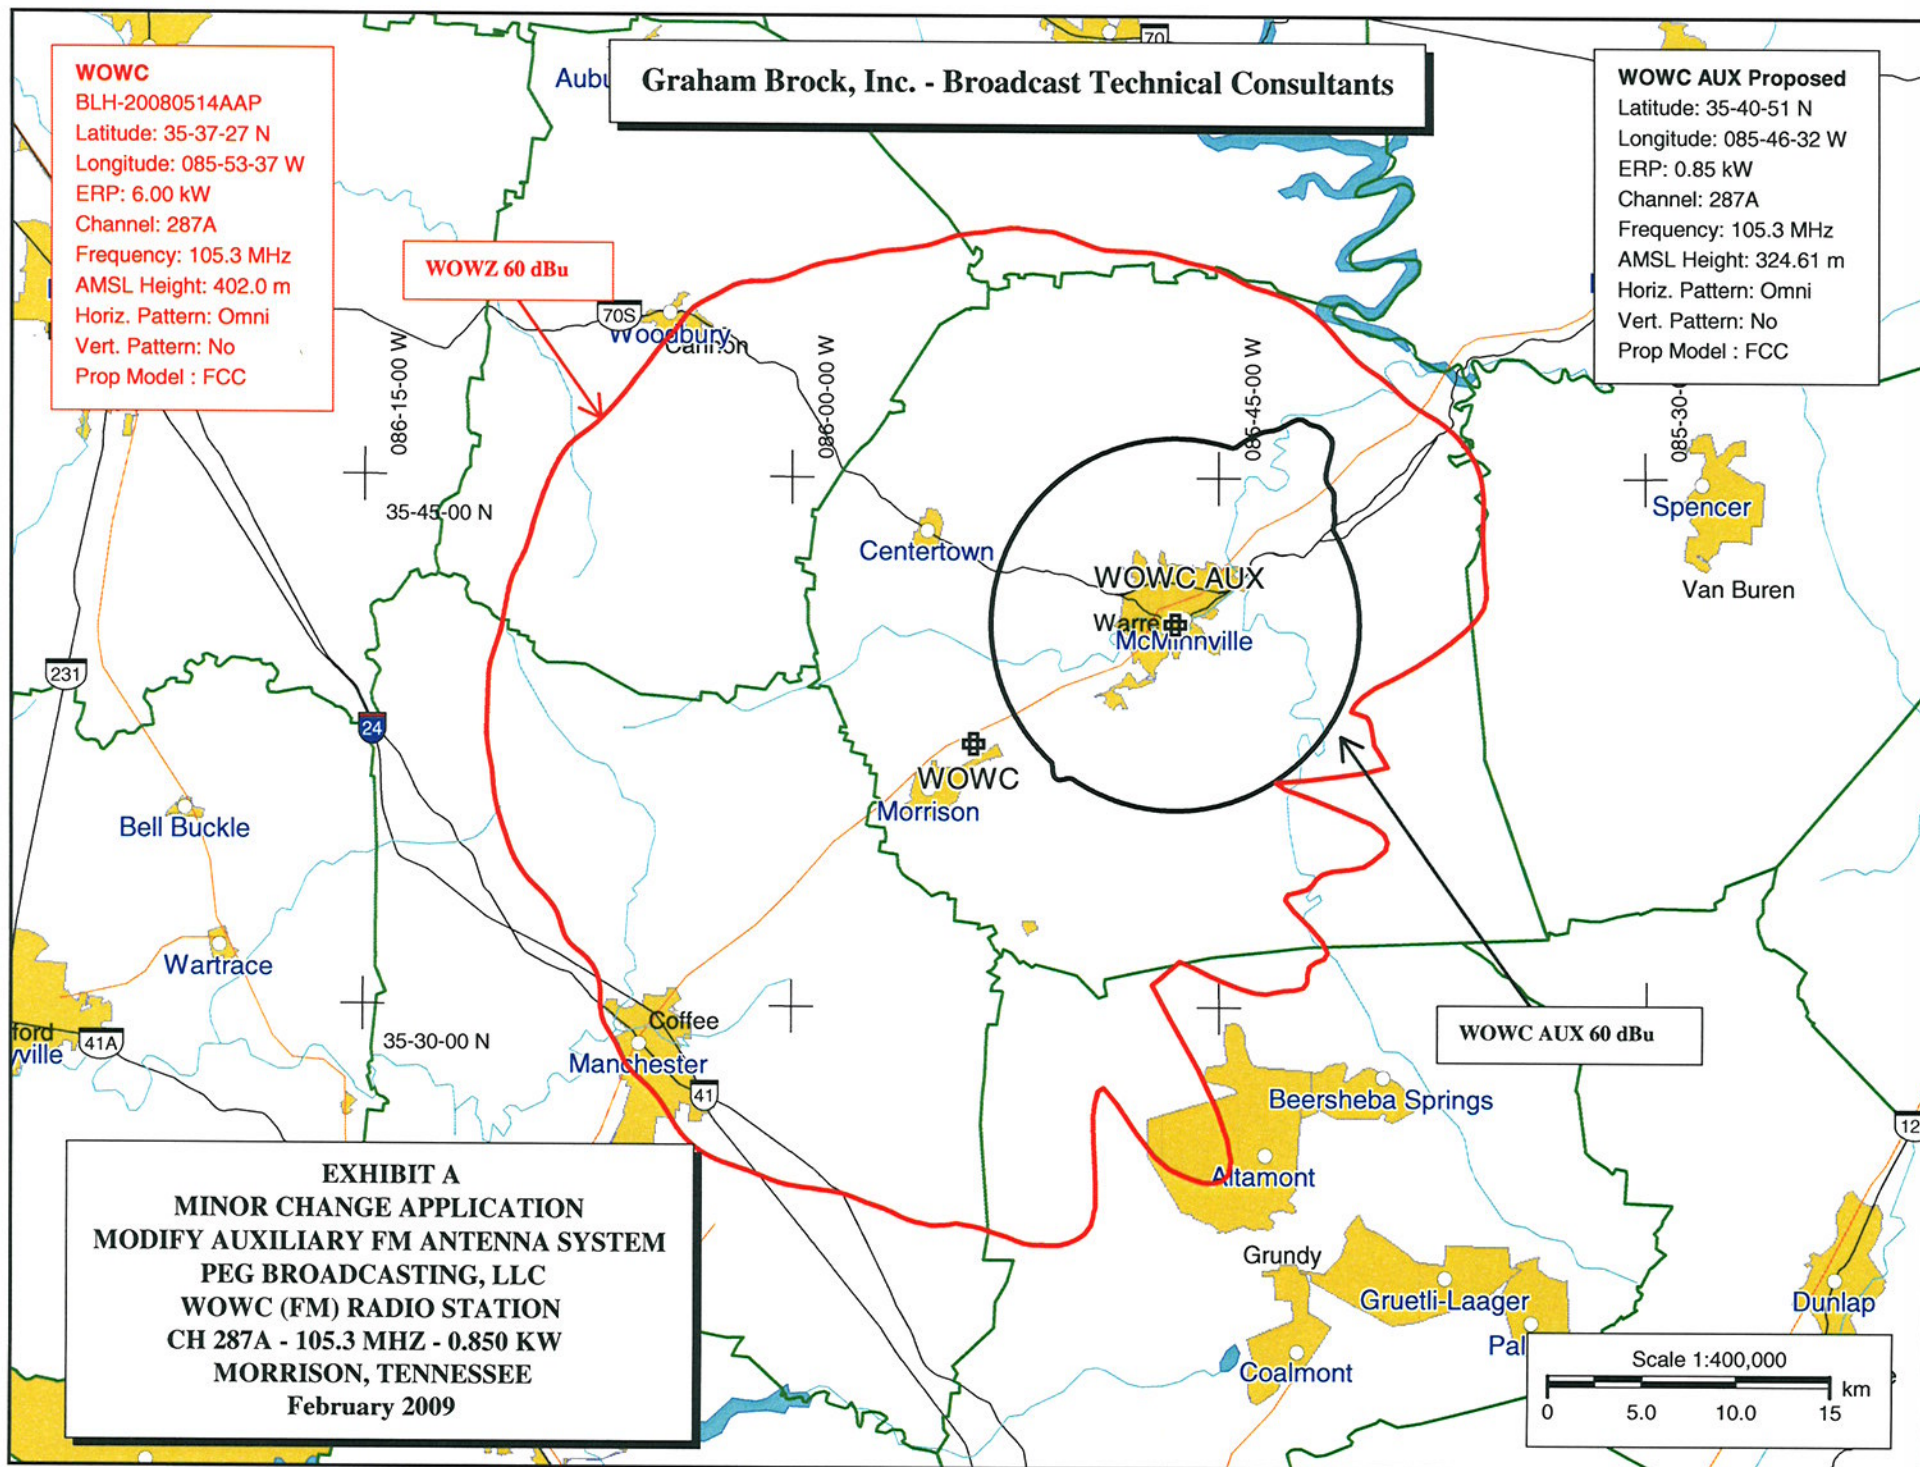 Graham Brock, Inc. - Broadcast Technical Consultants
WOWC
BLH-20080514AAP
Latitude: 35-37-27 N
Longitude: 085-53-37 W
ERP: 6.00 kW
Channel: 287A
Frequency: 105.3 MHz
AMSL Height: 402.0 m
Horiz. Pattern: Omni
Vert. Pattern: No
Prop Model : FCC
WOWC AUX Proposed
Latitude: 35-40-51 N
Longitude: 085-46-32 W
ERP: 0.85 kW
Channel: 287A
Frequency: 105.3 MHz
AMSL Height: 324.61 m
Horiz. Pattern: Omni
Vert. Pattern: No
Prop Model : FCC
70
WOWZ 60 dBu
70S
Woodbury
Cannon
086-15-00 W
086-00-00 W
085-45-00 W
35-45-00 N
Spencer
Van Buren
Centertown
WOWC AUX
McMinnville
231
24
WOWC
Morrison
Bell Buckle
Wartrace
41A
35-30-00 N
Coffee
Manchester
41
WOWC AUX 60 dBu
Beersheba Springs
Altamont
Grundy
Gruetli-Laager
Coalmont
Dunlap
EXHIBIT A
MINOR CHANGE APPLICATION
MODIFY AUXILIARY FM ANTENNA SYSTEM
PEG BROADCASTING, LLC
WOWC (FM) RADIO STATION
CH 287A - 105.3 MHZ - 0.850 KW
MORRISON, TENNESSEE
February 2009
Scale 1:400,000
km
0 5.0 10.0 15